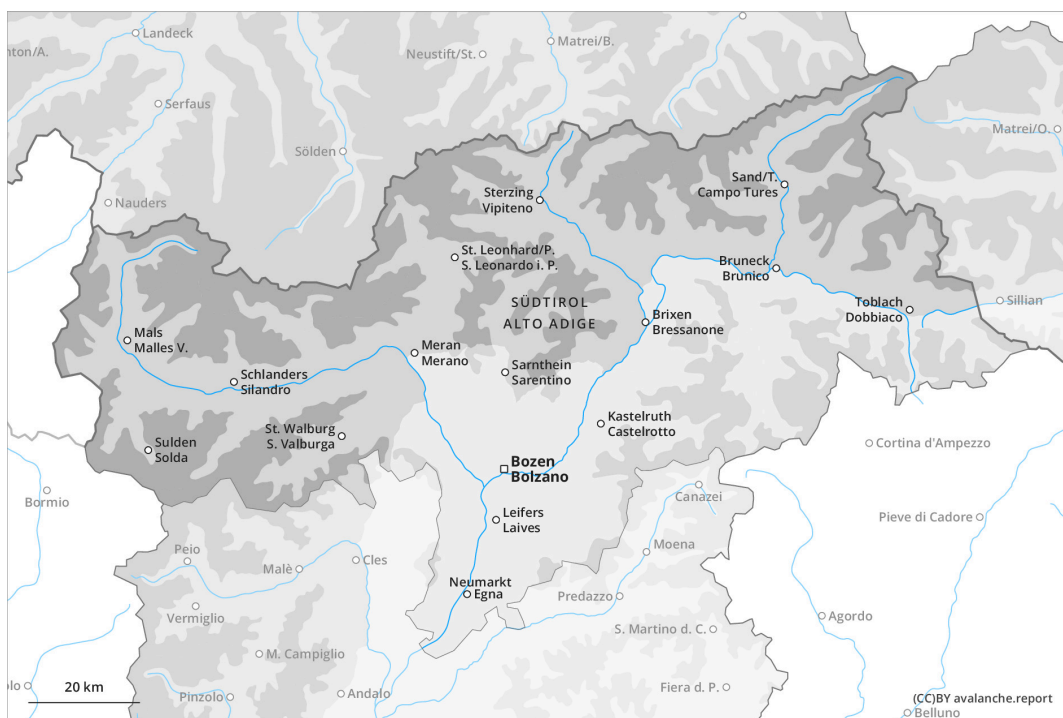 Landeck
nton/A.
Neustift/St.
Matrei/B.
Serfaus
Matrei/O.
Sölden
Sand/T.
Campo Tures
Sterzing
Vipiteno
Nauders
St. Leonhard/P.
S. Leonardo i. P.
Bruneck
Brunico
SÜDTIROL
ALTO ADIGE
Sillian
Toblach
Dobbiaco
Brixen
Bressanone
Mals
Malles V.
Meran
Merano
Sarnthein
Sarentino
Schlanders
Silandro
Kastelruth
Castelrotto
St. Walburg
S. Valburga
Sulden
Solda
Cortina d'Ampezzo
Bozen
Bolzano
Bormio
Canazei
Leifers
Laives
Pieve di Cadore
Moena
Peio
Cles
Malè
Neumarkt
Egna
Predazzo
Vermiglio
Agordo
S. Martino d. C.
M. Campiglio
olo
20 km
Pinzolo
Andalo
Fiera d. P.
(CC)BY avalanche.report
Belluno